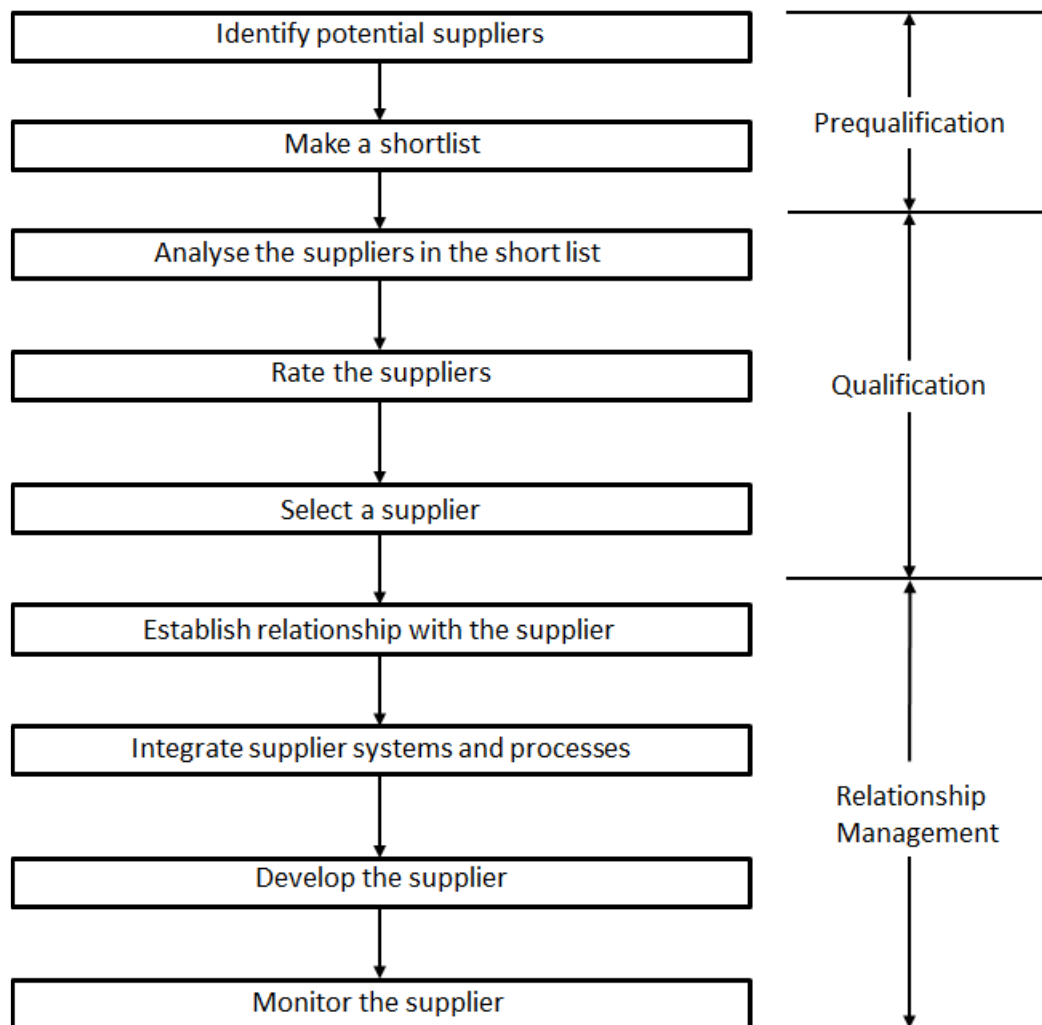 Identify potential suppliers
Make a shortlist
Prequalification
Analyse the suppliers in the short list
Rate the suppliers
Qualification
Select a supplier
Establish relationship with the supplier
Integrate supplier systems and processes
Relationship
Management
Develop the supplier
Monitor the supplier